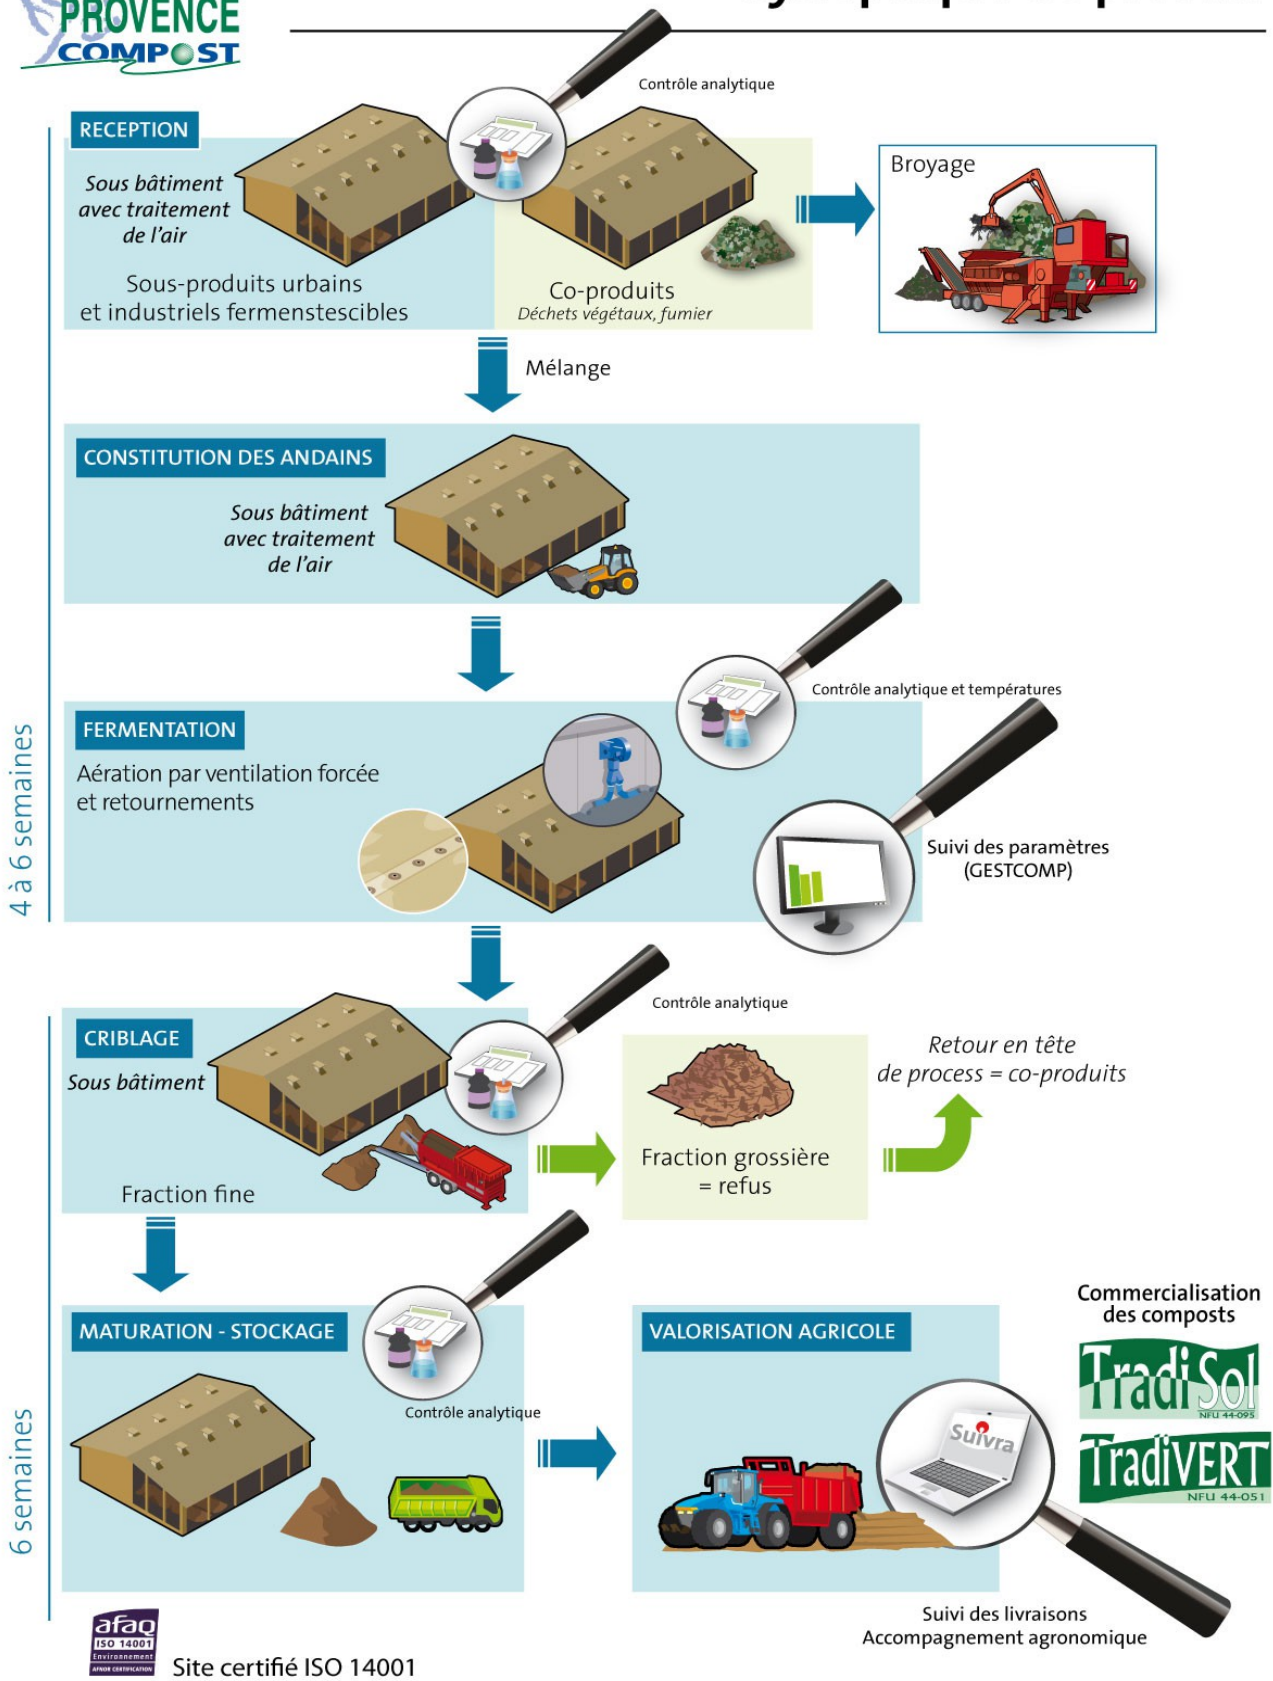 PROVENCE
COMPOST
Contrôle analytique
RECEPTION
Sous bâtiment
avec traitement
de l'air
Sous-produits urbains
et industriels fermenstescibles
Co-produits
Déchets végétaux, fumier
Broyage
Mélange
CONSTITUTION DES ANDAINS
Sous bâtiment
avec traitement
de l'air
4 à 6 semaines
Contrôle analytique et températures
FERMENTATION
Aération par ventilation forcée
et retournements
Suivi des paramètres
(GESTCOMP)
Contrôle analytique
CRIBLAGE
Sous bâtiment
Fraction fine
Fraction grossière
= refus
Retour en tête
de process = co-produits
6 semaines
MATURATION - STOCKAGE
Contrôle analytique
VALORISATION AGRICOLE
Suivra
Commercialisation
des composts
TradiSol
NFU 44-095
TradiVERT
NFU 44-051
Suivi des livraisons
Accompagnement agronomique
afaq
ISO 14001
Environnement
AFNOR CERTIFICATION
Site certifié ISO 14001